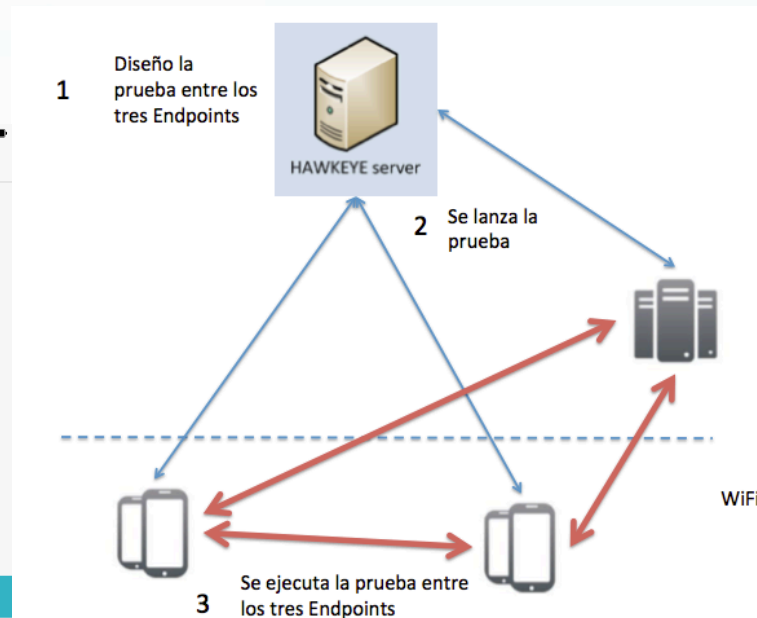 1
Diseño la
prueba entre los
tres Endpoints
HAWKEYE server
2
Se lanza la
prueba
WiFi
3
Se ejecuta la prueba entre
los tres Endpoints